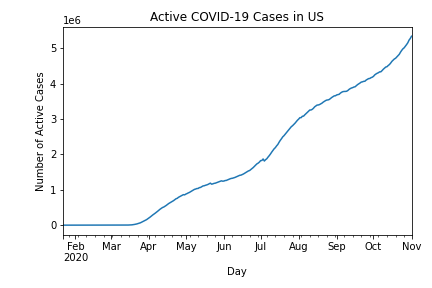 Active COVID-19 Cases in US
1e6
5
4
3
2
1
0
Number of Active Cases
Feb Mar Apr May Jun Jul Aug Sep Oct Nov
2020
Day